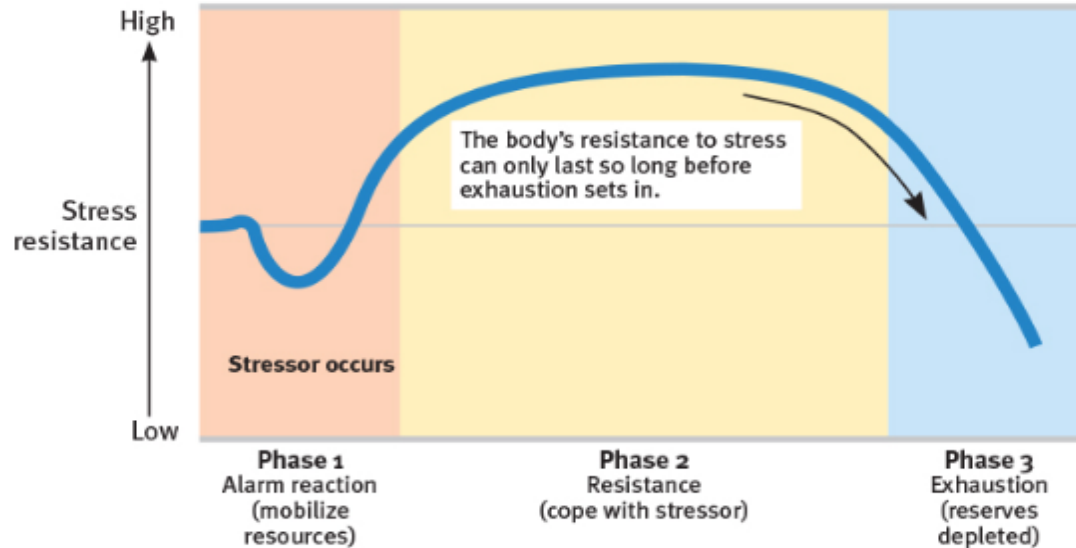 High
The body's resistance to stress
can only last so long before
exhaustion sets in.
Stress
resistance
Stressor occurs
Low
Phase 1
Alarm reaction
(mobilize
resources)
Phase 2
Resistance
(cope with stressor)
Phase 3
Exhaustion
(reserves
depleted)